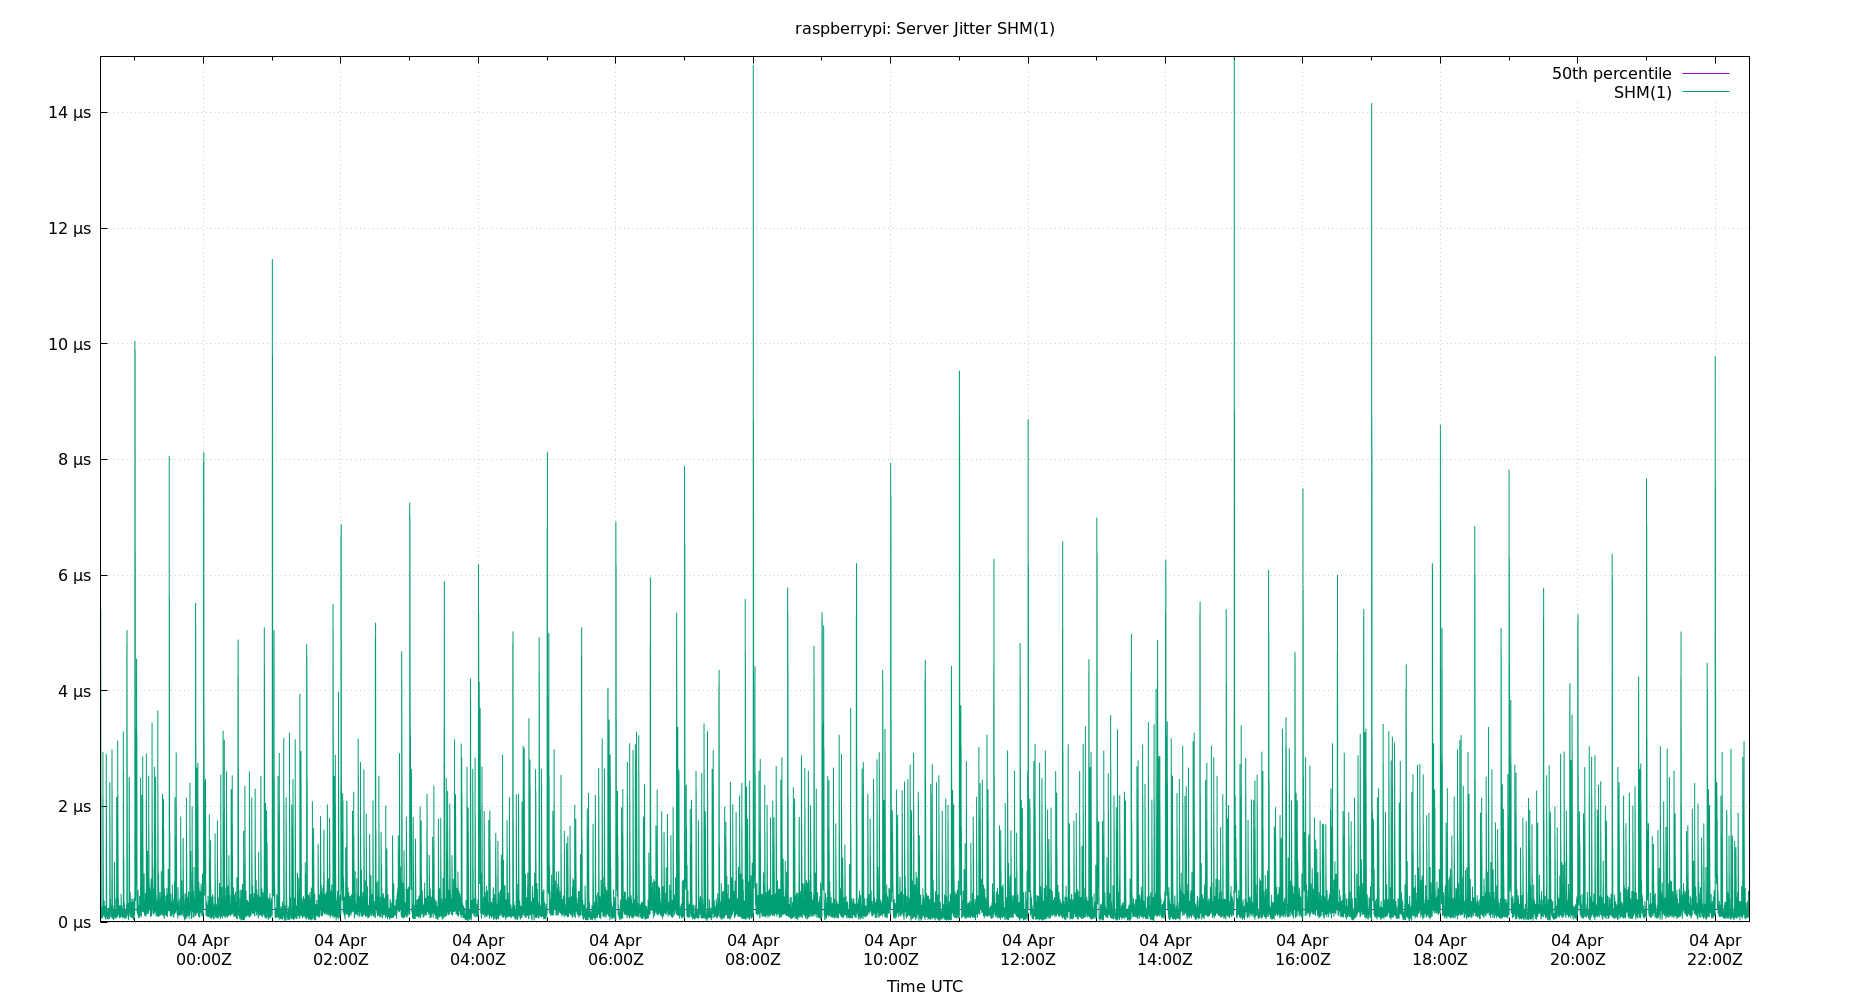 raspberrypi: Server Jitter SHM(1)
50th percentile
SHM(1)
14 µs
12 µs
10 µs
8 µs
6 µs
4 µs
2 µs
0 µs
04 Apr 04 Apr 04 Apr 04 Apr 04 Apr 04 Apr 04 Apr 04 Apr 04 Apr 04 Apr 04 Apr 04 Apr
00:00Z 02:00Z 04:00Z 06:00Z 08:00Z 10:00Z 12:00Z 14:00Z 16:00Z 18:00Z 20:00Z 22:00Z
Time UTC